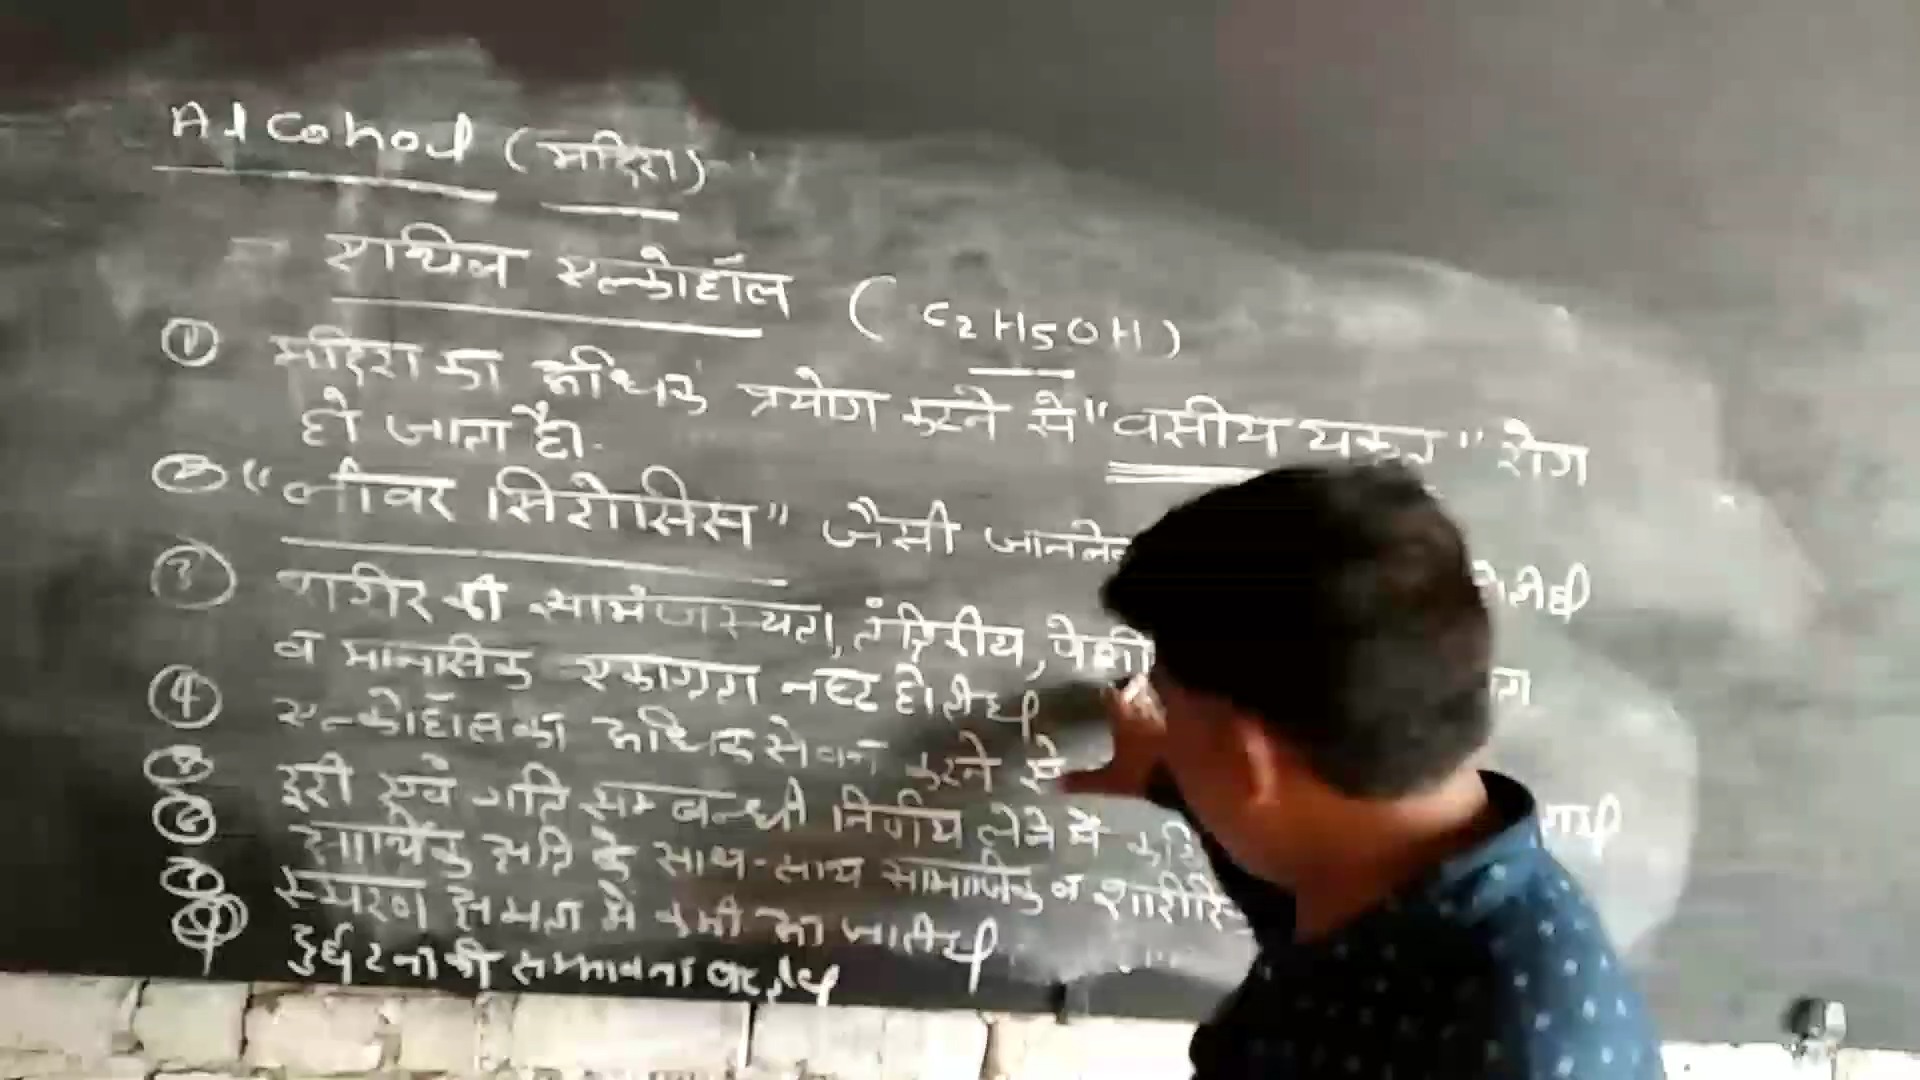 Alcohol (मदिरा)
एथिल एल्कोहॉल ( C2H5OH )
① मदिरा का अधिक प्रयोग करने से "वसीय यकृत" रोग
हो जाता है।
② "लीवर सिरोसिस" जैसी जानलेवा होती है
③ शरीर की सामंजस्यता, तंत्रिकीय, पेशीय
व मानसिक एकाग्रता नष्ट होती है
④ एल्कोहॉल का अधिक सेवन करने से
⑤ दूरी एवं गति सम्बन्धी निर्णय लेने में
⑥ आर्थिक क्षति के साथ-साथ सामाजिक व शारीरिक
⑦ स्मरण क्षमता में कमी आ जाती है
दुर्घटना की सम्भावना बढ़